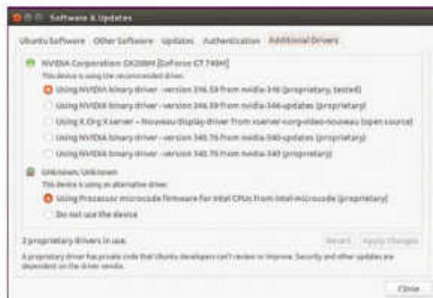 Software & Updates
Ubuntu Software Other Software Updates Authentication Additional Drivers
NVIDIA Corporation: GK208M [GeForce GT 740M]
This device is using the recommended driver.
Using NVIDIA binary driver - version 346.59 from nvidia-346 (proprietary, tested)
Using NVIDIA binary driver - version 346.59 from nvidia-346-updates (proprietary)
Using X.Org X server – Nouveau display driver from xserver-xorg-video-nouveau (open source)
Using NVIDIA binary driver - version 340.76 from nvidia-340-updates (proprietary)
Using NVIDIA binary driver - version 340.76 from nvidia-340 (proprietary)
Unknown: Unknown
This device is using an alternative driver.
Using Processor microcode firmware for Intel CPUs from intel-microcode (proprietary)
Do not use the device
2 proprietary drivers in use.
Revert Apply Changes
A proprietary driver has private code that Ubuntu developers can't review or improve. Security and other updates are
dependent on the driver vendor.
Close